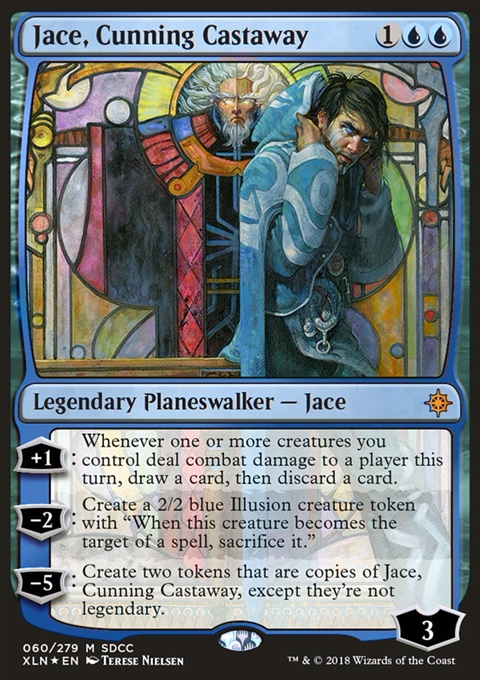 Jace, Cunning Castaway 1
Legendary Planeswalker — Jace
+1: Whenever one or more creatures you
control deal combat damage to a player this
turn, draw a card, then discard a card.
−2: Create a 2/2 blue Illusion creature token
with “When this creature becomes the
target of a spell, sacrifice it.”
−5: Create two tokens that are copies of Jace,
Cunning Castaway, except they’re not
legendary.
3
060/279 M SDCC
XLN★EN Terese Nielsen
™ & © 2018 Wizards of the Coast